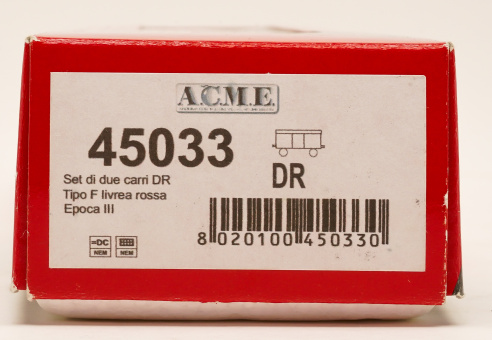 A.C.M.E.
45033
DR
Set di due carri DR
Tipo F livrea rossa
Epoca III
=DC
NEM
NEM
8 020100 450330